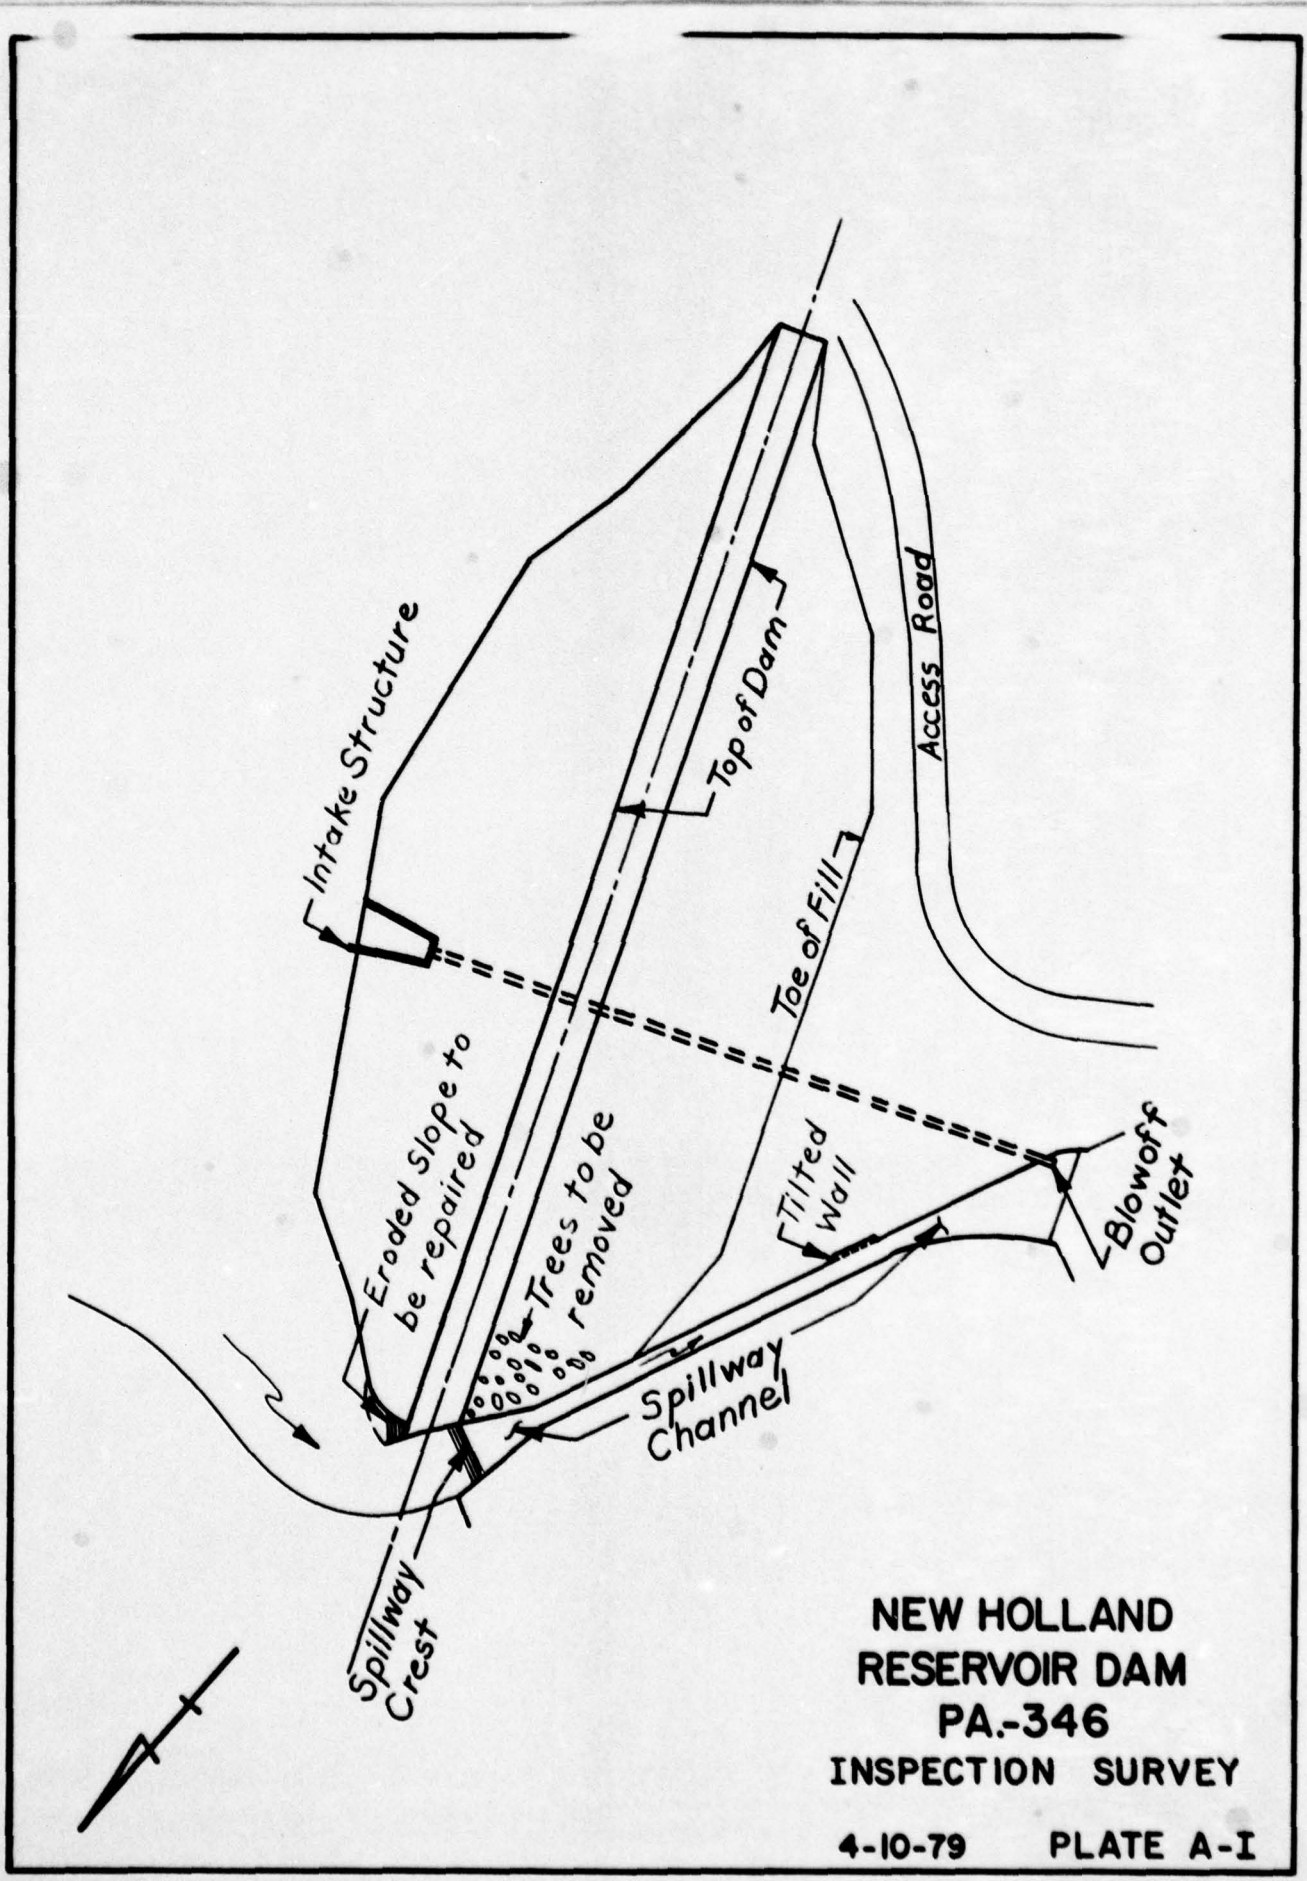 Access Road
Top of Dam
Intake Structure
Toe of Fill
Eroded Slope to
be repaired
Trees to be
removed
Tilted
Wall
Blowoff
Outlet
Spillway
Channel
Spillway
Crest
NEW HOLLAND
RESERVOIR DAM
PA.-346
INSPECTION SURVEY
4-10-79 PLATE A-I